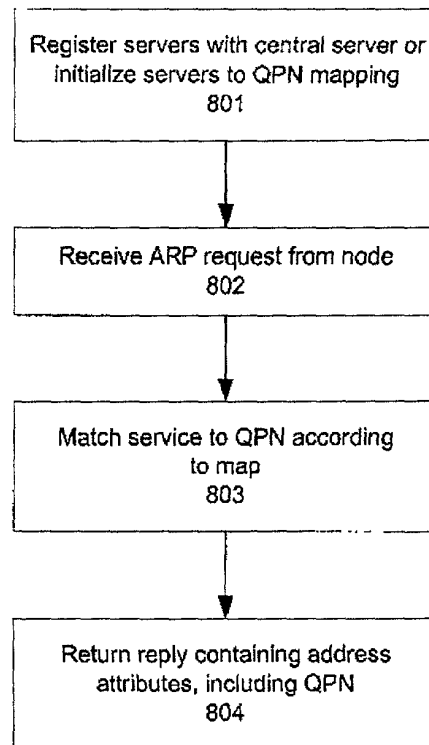 Register servers with central server or
initialize servers to QPN mapping
801
Receive ARP request from node
802
Match service to QPN according
to map
803
Return reply containing address
attributes, including QPN
804